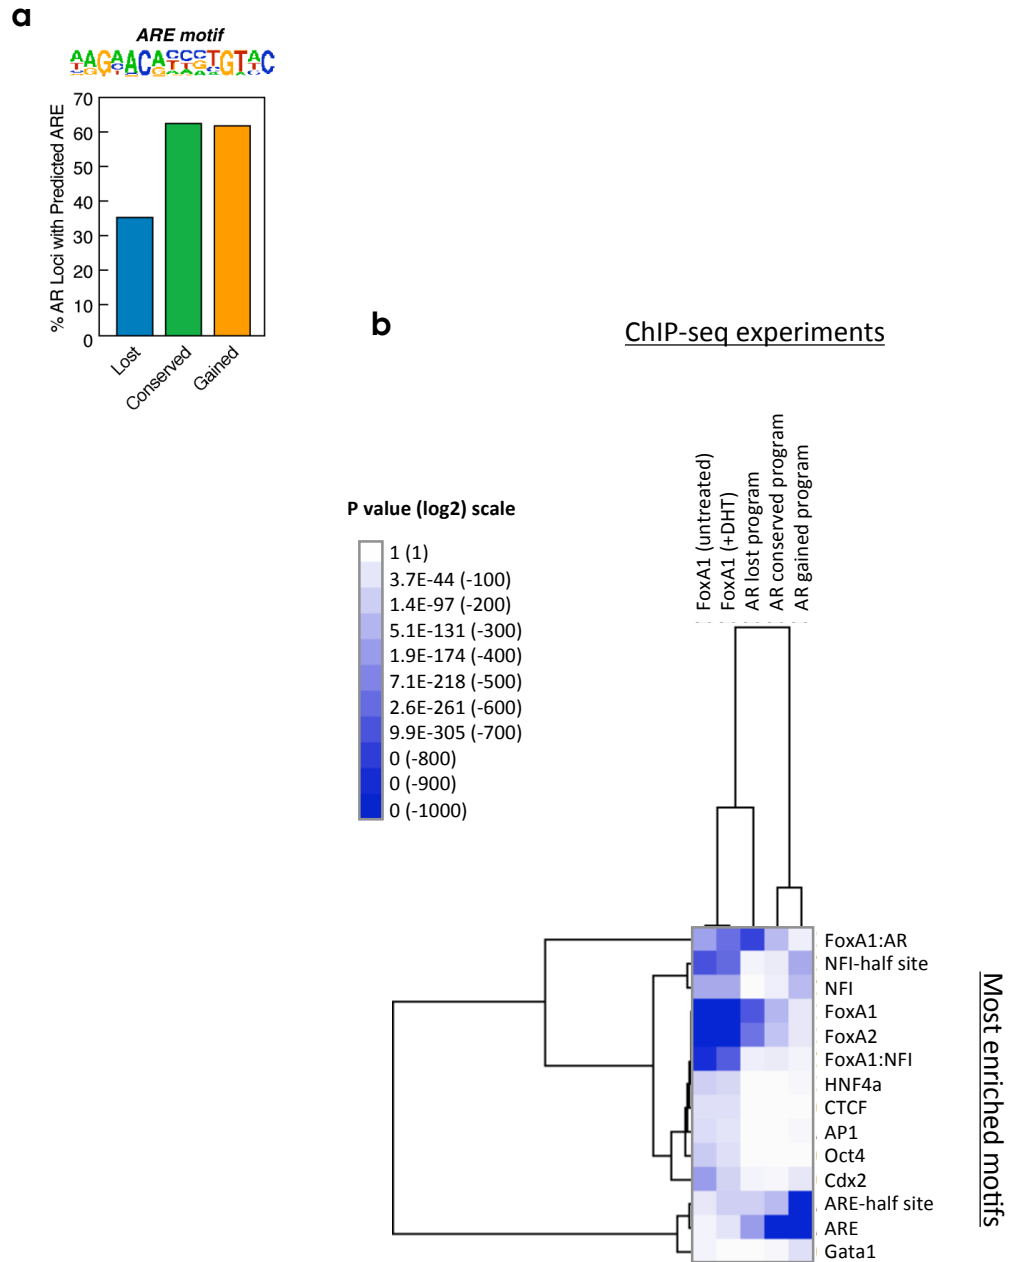 a
ARE motif
% AR Loci with Predicted ARE
70
60
50
40
30
20
10
0
Lost
Conserved
Gained
b
ChIP-seq experiments
FoxA1 (untreated)
FoxA1 (+DHT)
AR lost program
AR conserved program
AR gained program
P value (log2) scale
1 (1)
3.7E-44 (-100)
1.4E-97 (-200)
5.1E-131 (-300)
1.9E-174 (-400)
7.1E-218 (-500)
2.6E-261 (-600)
9.9E-305 (-700)
0 (-800)
0 (-900)
0 (-1000)
FoxA1:AR
NFI-half site
NFI
FoxA1
FoxA2
FoxA1:NFI
HNF4a
CTCF
AP1
Oct4
Cdx2
ARE-half site
ARE
Gata1
Most enriched motifs